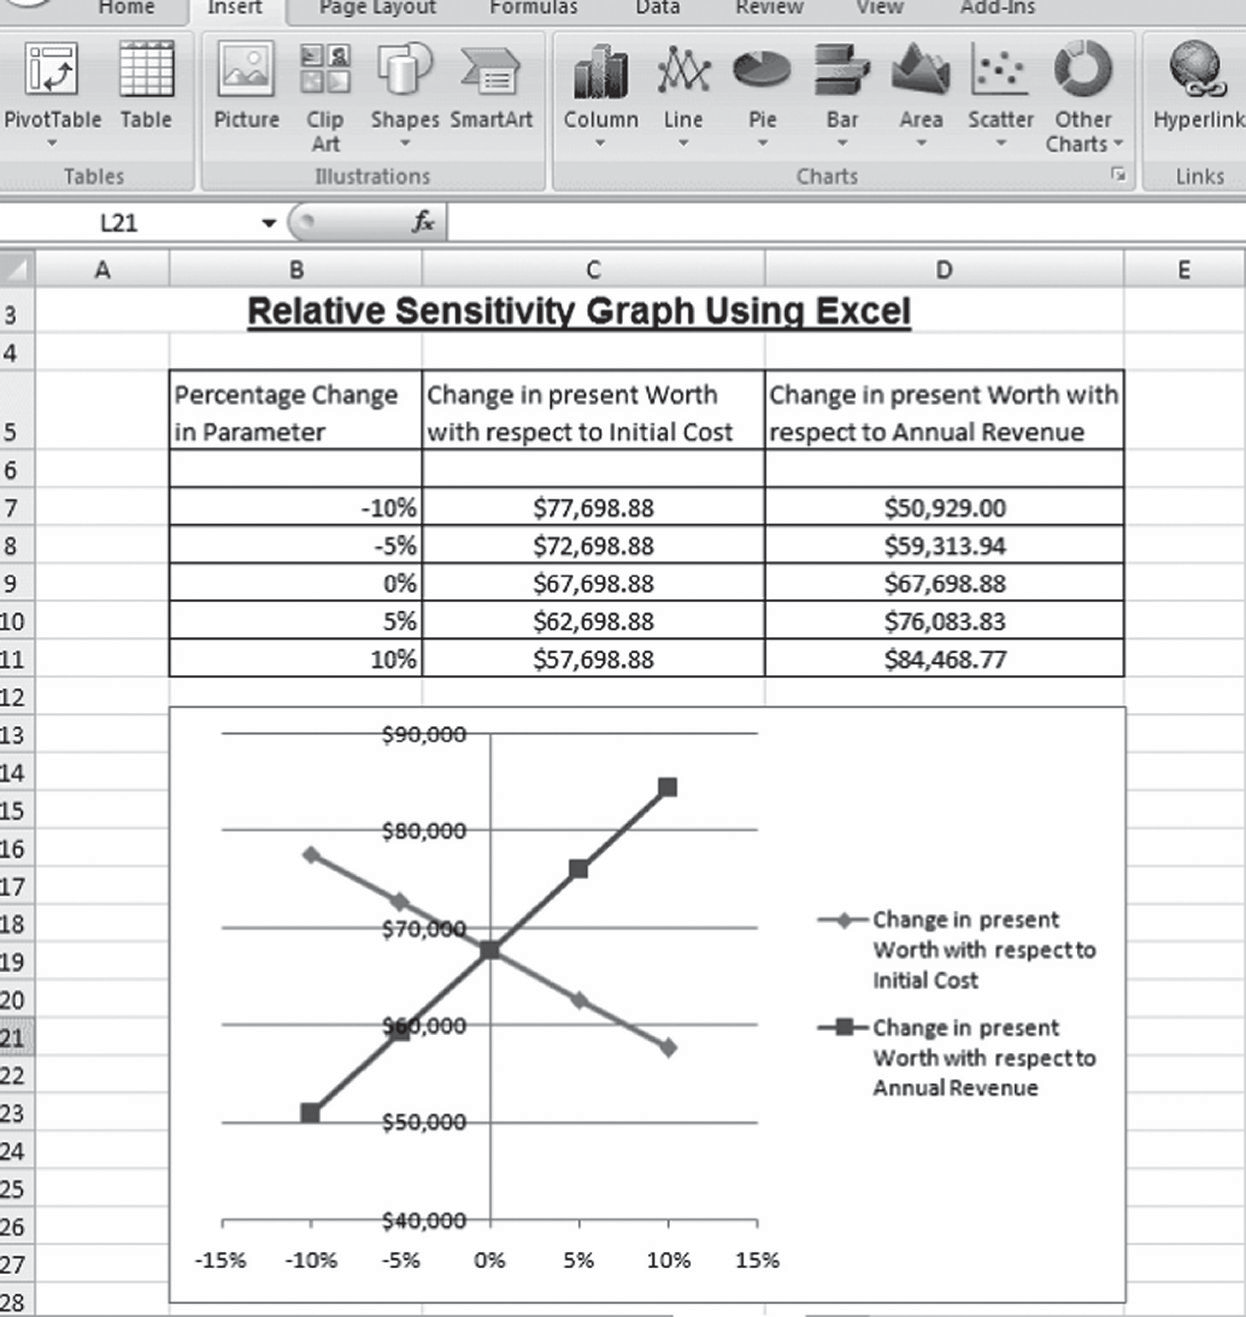 Home Insert Page Layout Formulas Data Review View Add-Ins
PivotTable Table Picture Clip Art Shapes SmartArt Column Line Pie Bar Area Scatter Other Charts Hyperlink
Tables Illustrations Charts Links
L21 fx
A B C D E
3 Relative Sensitivity Graph Using Excel
4
Percentage Change Change in present Worth Change in present Worth with
5 in Parameter with respect to Initial Cost respect to Annual Revenue
6
7 -10% $77,698.88 $50,929.00
8 -5% $72,698.88 $59,313.94
9 0% $67,698.88 $67,698.88
10 5% $62,698.88 $76,083.83
11 10% $57,698.88 $84,468.77
12
13 $90,000
14
15
16 $80,000
17
18 $70,000 Change in present
19 Worth with respect to
20 Initial Cost
21 $60,000 Change in present
22 Worth with respect to
Annual Revenue
23 $50,000
24
25
26 $40,000
27 -15% -10% -5% 0% 5% 10% 15%
28